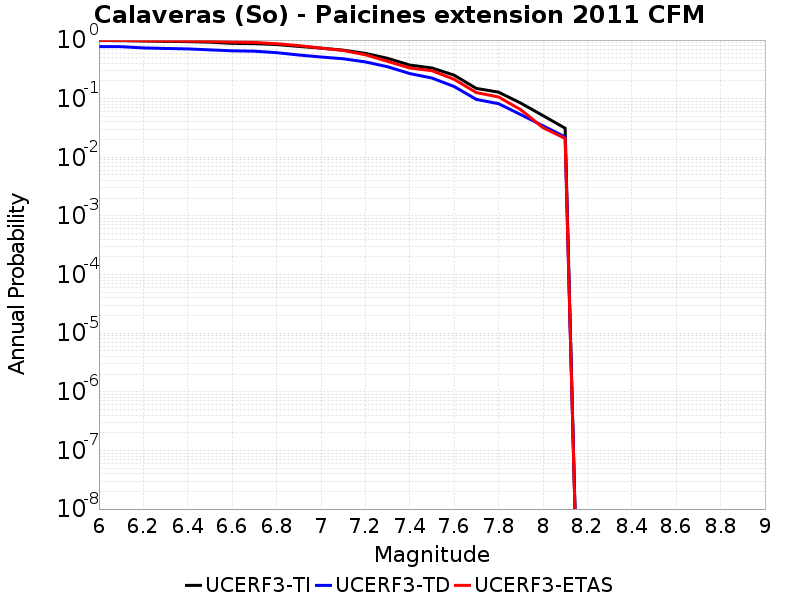 Calaveras (So) - Paicines extension 2011 CFM
Annual Probability
10^0
10^-1
10^-2
10^-3
10^-4
10^-5
10^-6
10^-7
10^-8
6 6.2 6.4 6.6 6.8 7 7.2 7.4 7.6 7.8 8 8.2 8.4 8.6 8.8 9
Magnitude
UCERF3-TI UCERF3-TD UCERF3-ETAS